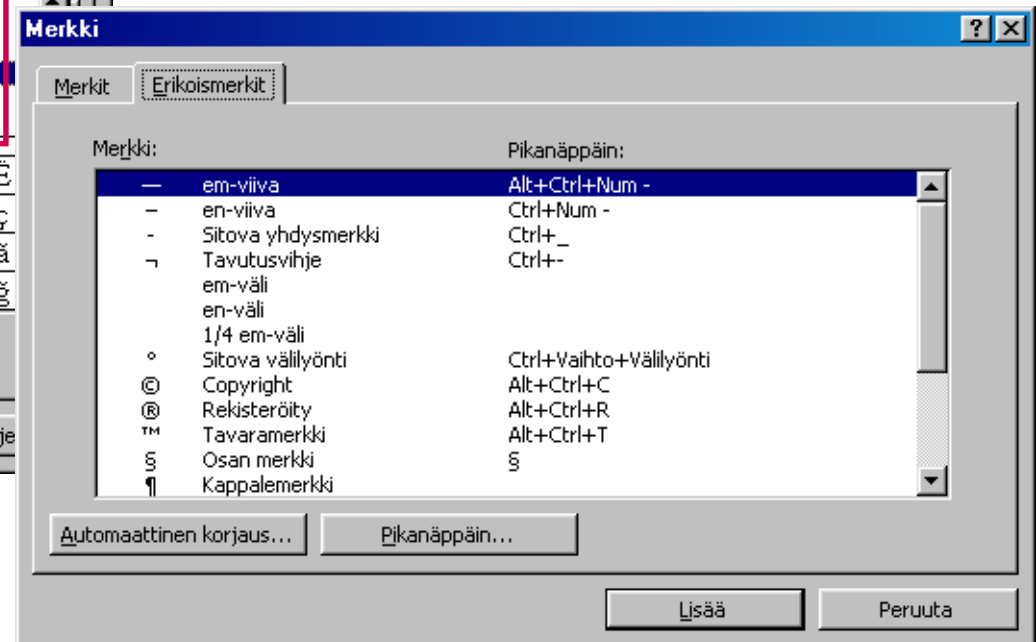 Merkki
Merkit Erikoismerkit
Merkki: Pikanäppäin:
— em-viiva Alt+Ctrl+Num -
– en-viiva Ctrl+Num -
- Sitova yhdysmerkki Ctrl+_
¬ Tavutusvihje Ctrl+-
em-väli
en-väli
1/4 em-väli
° Sitova välilyönti Ctrl+Vaihto+Välilyönti
© Copyright Alt+Ctrl+C
® Rekisteröity Alt+Ctrl+R
™ Tavaramerkki Alt+Ctrl+T
§ Osan merkki §
¶ Kappalemerkki
Automaattinen korjaus... Pikanäppäin...
Lisää Peruuta